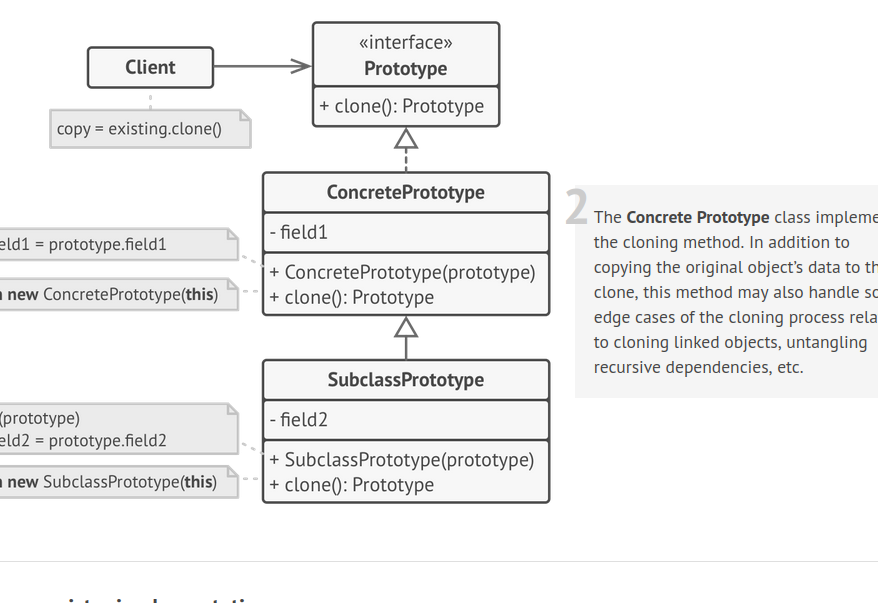 «interface»
Client
Prototype
+ clone(): Prototype
copy = existing.clone()
ConcretePrototype
- field1
eld1 = prototype.field1
+ ConcretePrototype(prototype)
new ConcretePrototype(this)
+ clone(): Prototype
2
The Concrete Prototype class impleme
the cloning method. In addition to
copying the original object's data to th
clone, this method may also handle so
edge cases of the cloning process rela
to cloning linked objects, untangling
recursive dependencies, etc.
SubclassPrototype
- field2
(prototype)
eld2 = prototype.field2
+ SubclassPrototype(prototype)
new SubclassPrototype(this)
+ clone(): Prototype